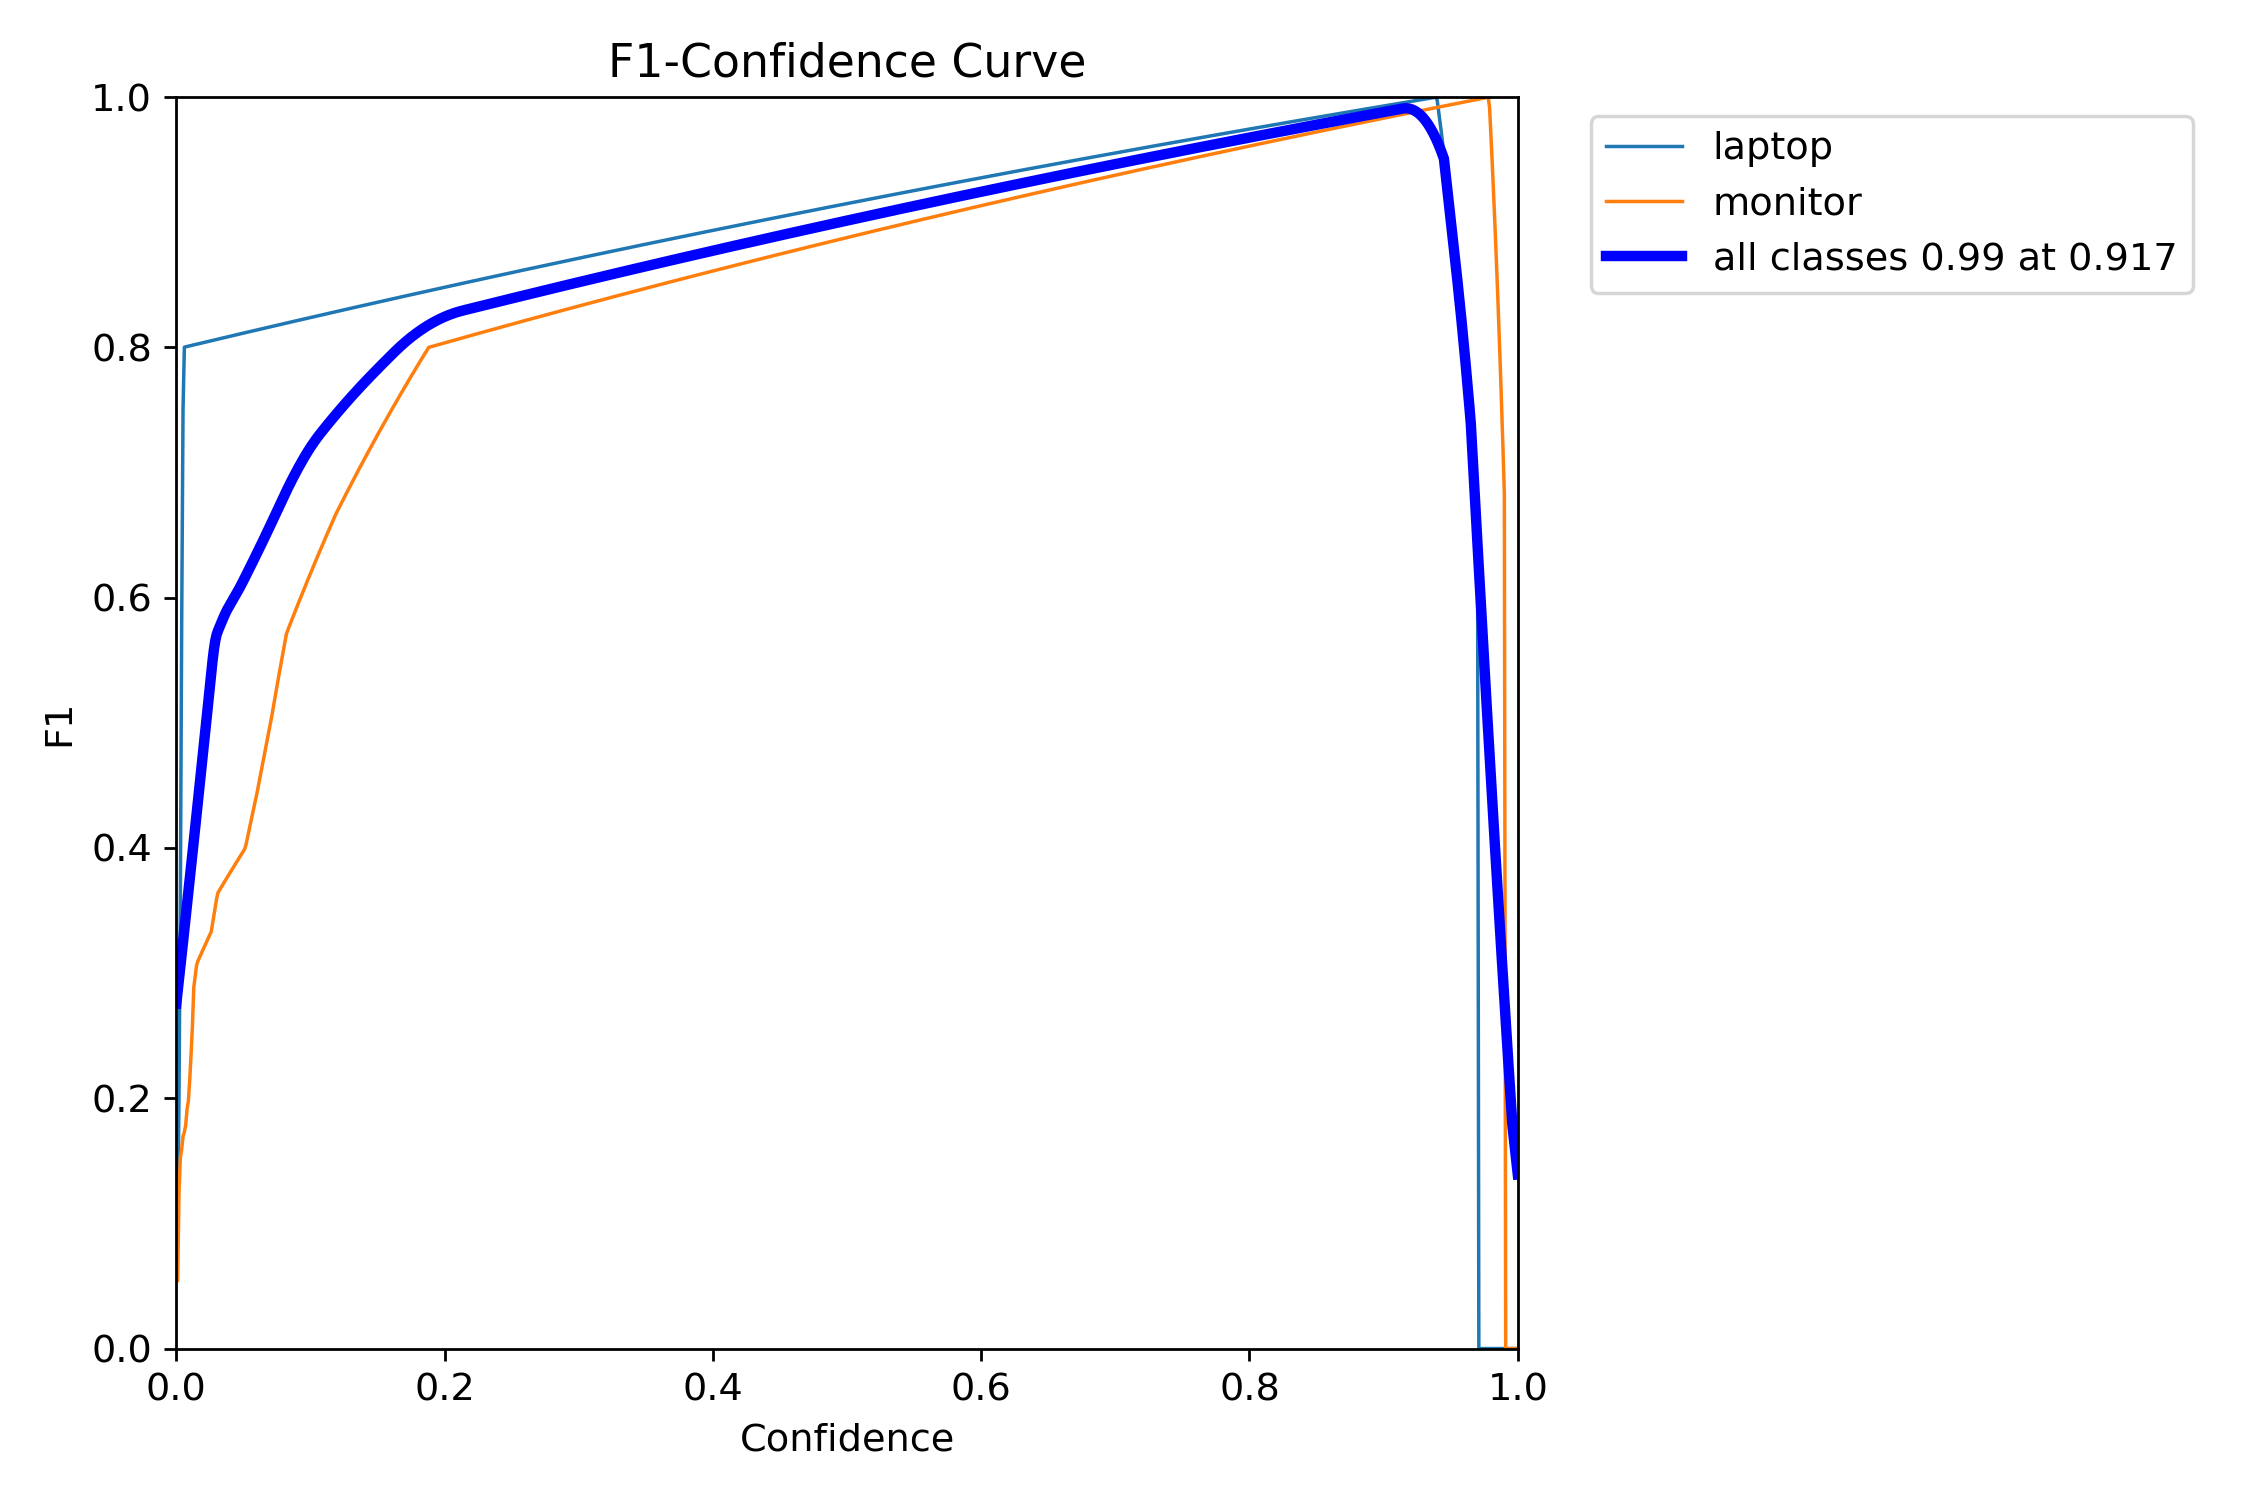 F1-Confidence Curve
1.0
0.8
0.6
0.4
0.2
0.0
F1
0.0 0.2 0.4 0.6 0.8 1.0
Confidence
laptop
monitor
all classes 0.99 at 0.917